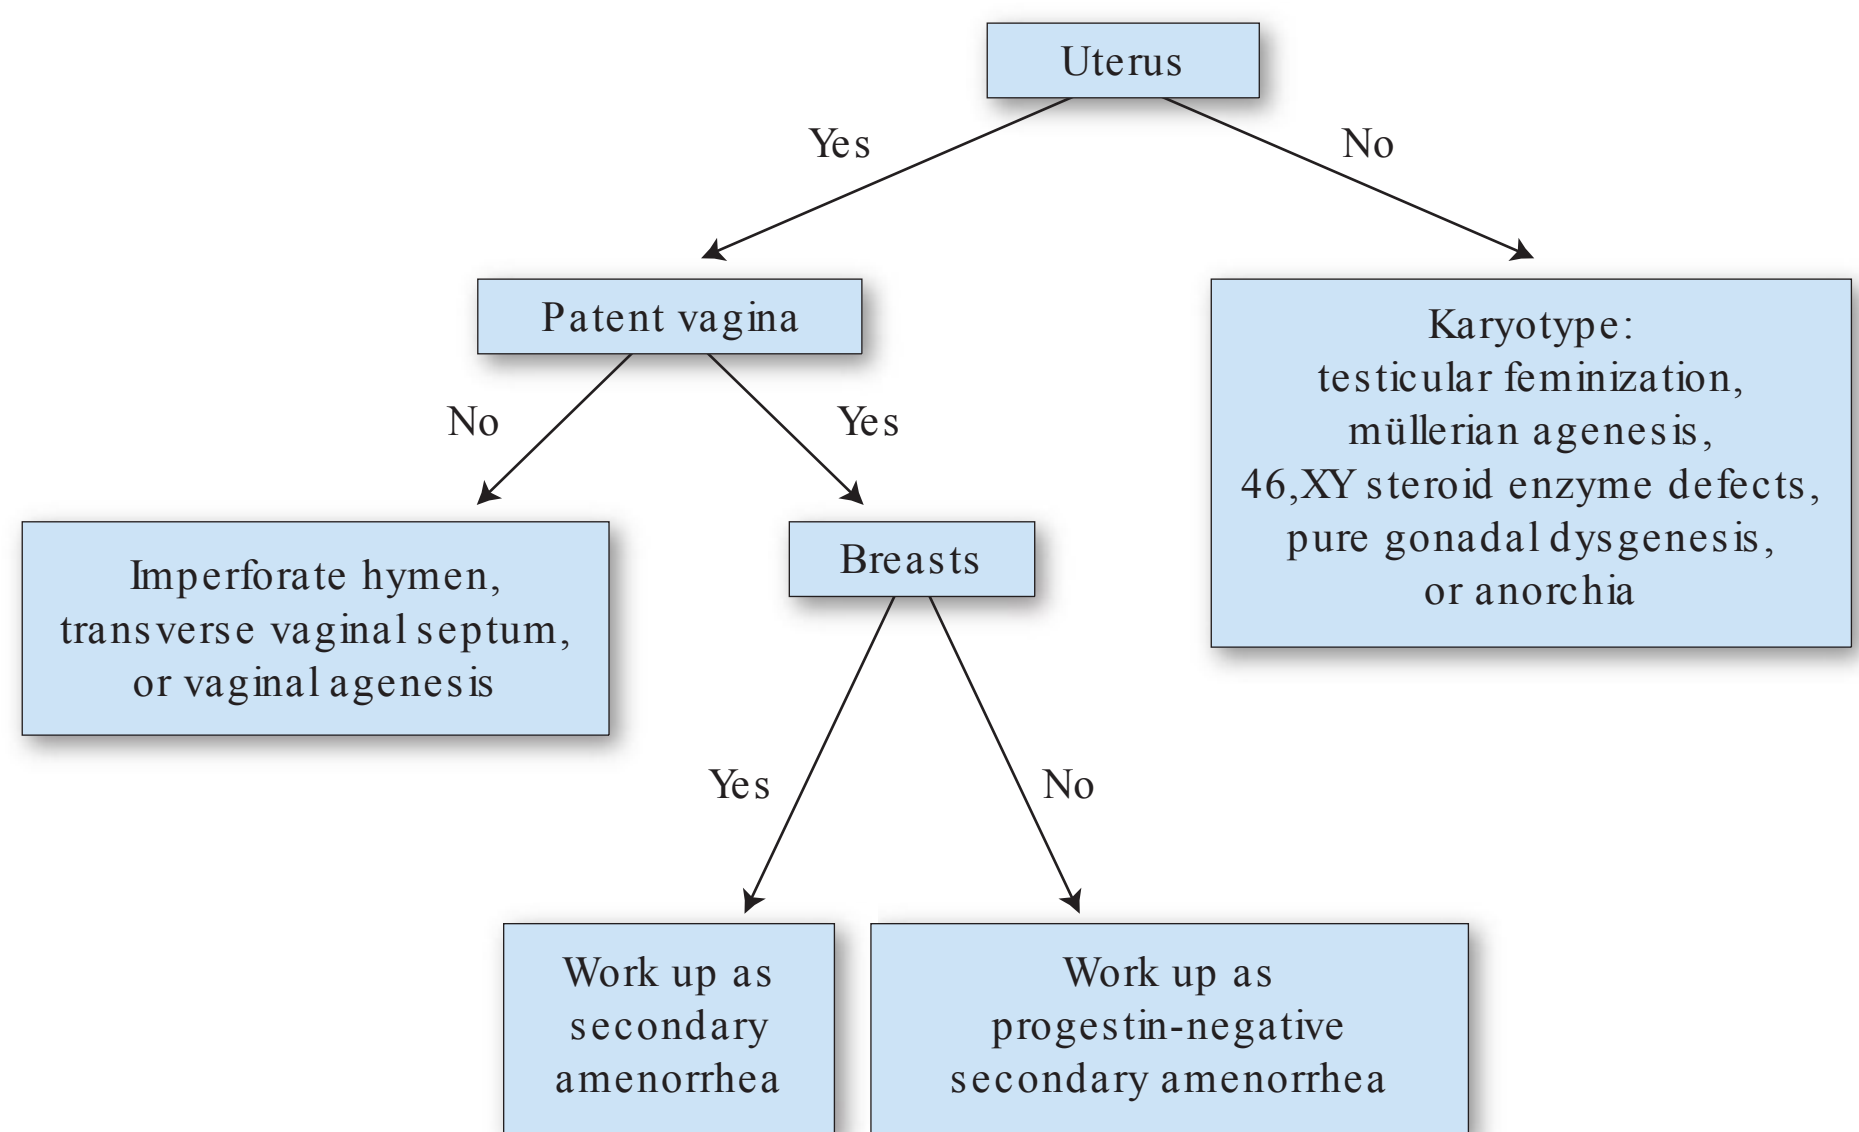 Uterus
Yes
No
Patent vagina
Karyotype:
testicular feminization,
müllerian agenesis,
46,XY steroid enzyme defects,
pure gonadal dysgenesis,
or anorchia
No
Yes
Imperforate hymen,
transverse vaginal septum,
or vaginal agenesis
Breasts
Yes
No
Work up as
secondary
amenorrhea
Work up as
progestin-negative
secondary amenorrhea